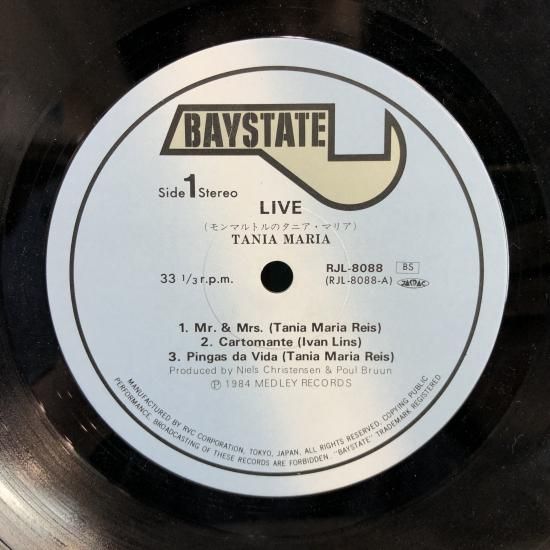 BAYSTATE
Side 1 Stereo
LIVE
(モンマルトルのタニア・マリア)
TANIA MARIA
33 1/3 r.p.m.
RJL-8088 BS
(RJL-8088-A) JASRAC
1. Mr. & Mrs. (Tania Maria Reis)
2. Cartomante (Ivan Lins)
3. Pingas da Vida (Tania Maria Reis)
Produced by Niels Christensen & Poul Bruun
Ⓟ 1984 MEDLEY RECORDS
MANUFACTURED BY RVC CORPORATION, TOKYO, JAPAN, ALL RIGHTS RESERVED, COPYING PUBLIC
PERFORMANCE, BROADCASTING OF THESE RECORDS ARE FORBIDDEN. "BAYSTATE" TRADEMARK REGISTERED